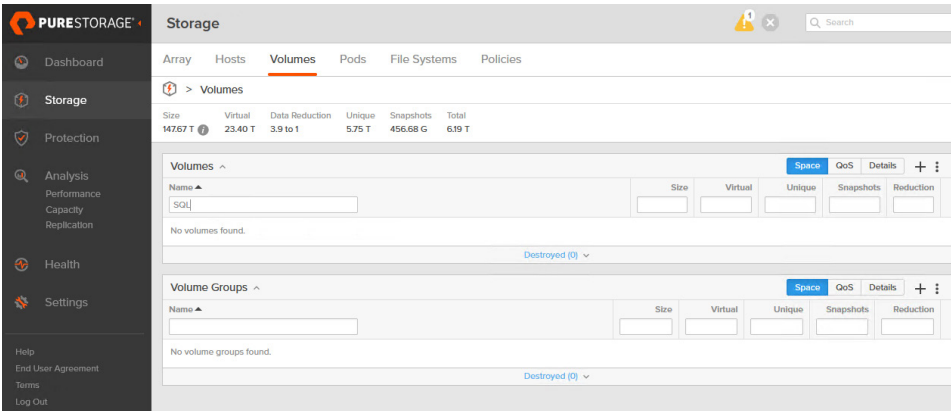 PURESTORAGE®
Dashboard
Storage
Protection
Analysis
Performance
Capacity
Replication
Health
Settings
Help
End User Agreement
Terms
Log Out
Storage
1
Search
Array Hosts Volumes Pods File Systems Policies
> Volumes
Size Virtual Data Reduction Unique Snapshots Total
147.67 T i 23.40 T 3.9 to 1 5.75 T 456.68 G 6.19 T
Volumes
Space QoS Details
Name Size Virtual Unique Snapshots Reduction
SQL
No volumes found.
Destroyed (0)
Volume Groups
Space QoS Details
Name Size Virtual Unique Snapshots Reduction
No volume groups found.
Destroyed (0)